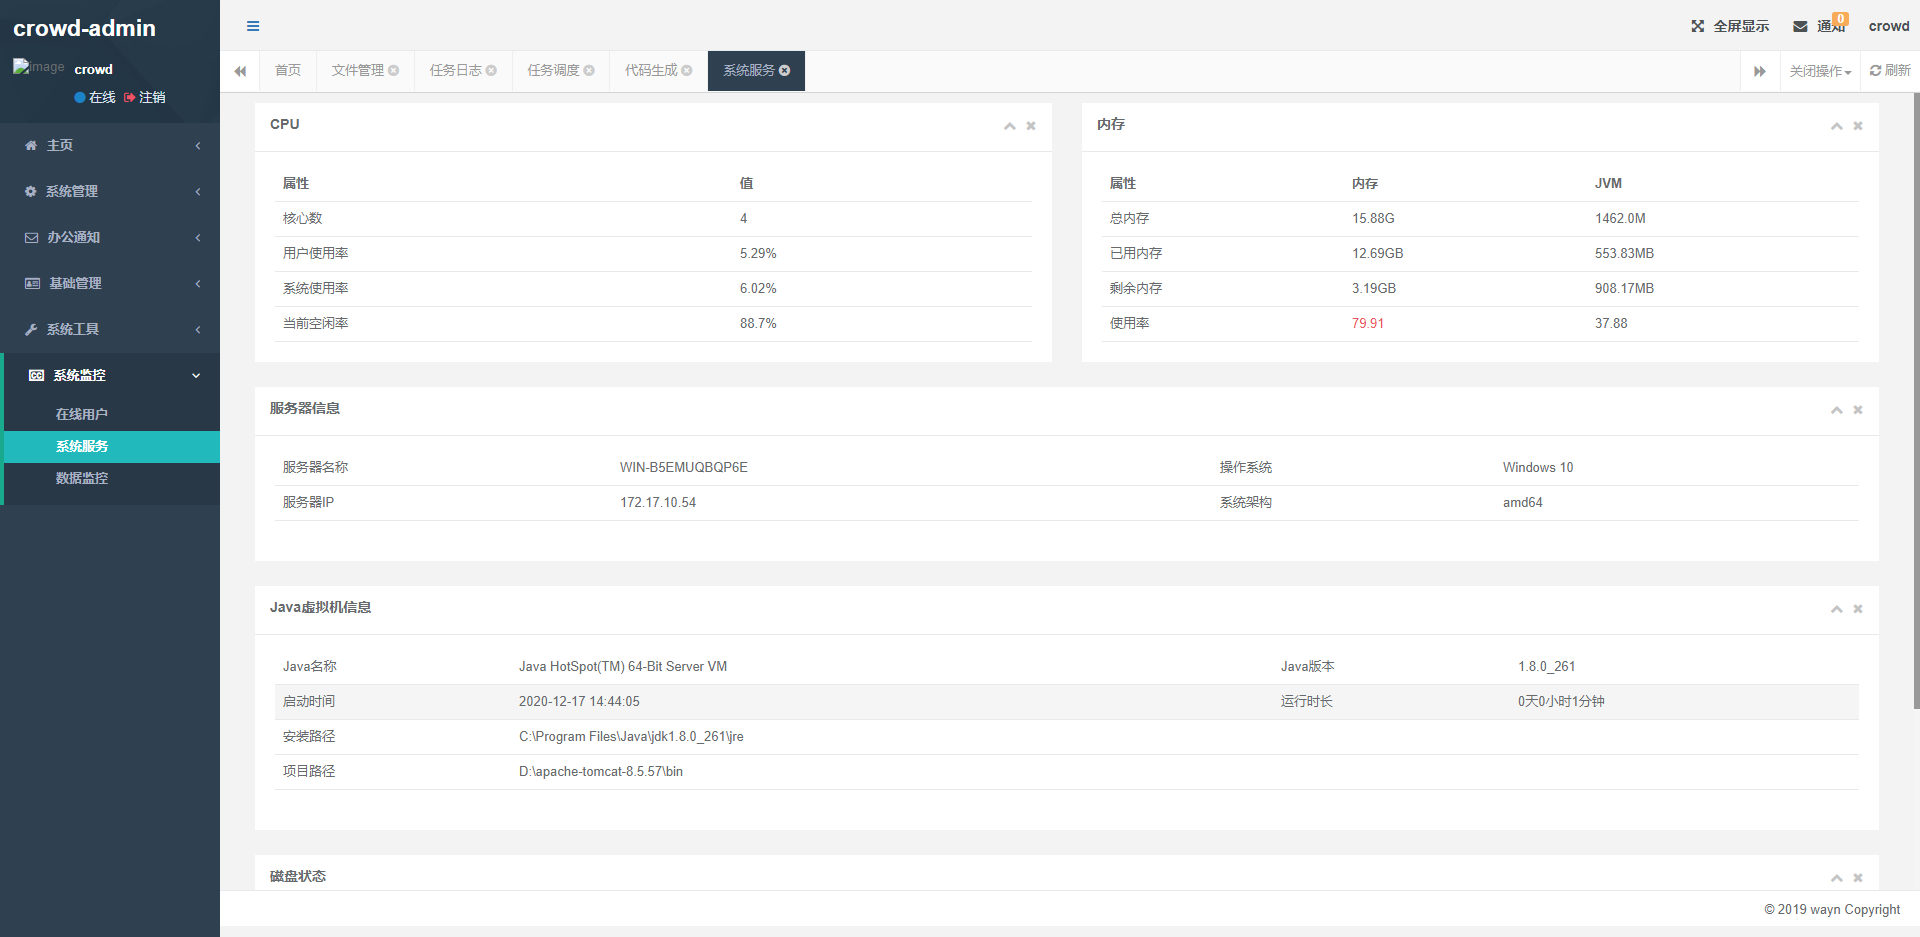 crowd-admin
image
crowd
在线 注销
主页
系统管理
办公通知
基础管理
系统工具
系统监控
在线用户
系统服务
数据监控
全屏显示 通知 0 crowd
首页 文件管理 任务日志 任务调度 代码生成 系统服务 关闭操作 刷新
CPU
属性 值
核心数 4
用户使用率 5.29%
系统使用率 6.02%
当前空闲率 88.7%
内存
属性 内存 JVM
总内存 15.88G 1462.0M
已用内存 12.69GB 553.83MB
剩余内存 3.19GB 908.17MB
使用率 79.91 37.88
服务器信息
服务器名称 WIN-B5EMUQBQP6E 操作系统 Windows 10
服务器IP 172.17.10.54 系统架构 amd64
Java虚拟机信息
Java名称 Java HotSpot(TM) 64-Bit Server VM Java版本 1.8.0_261
启动时间 2020-12-17 14:44:05 运行时长 0天0小时1分钟
安装路径 C:\Program Files\Java\jdk1.8.0_261\jre
项目路径 D:\apache-tomcat-8.5.57\bin
磁盘状态
© 2019 wayn Copyright